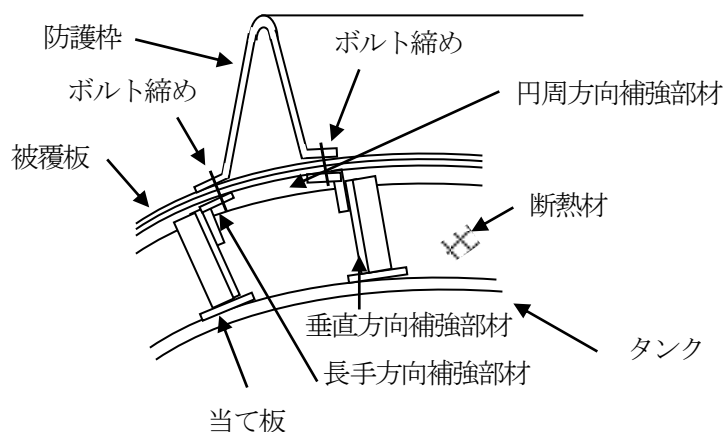 防護枠
ボルト締め
ボルト締め
円周方向補強部材
被覆板
断熱材
垂直方向補強部材
タンク
長手方向補強部材
当て板